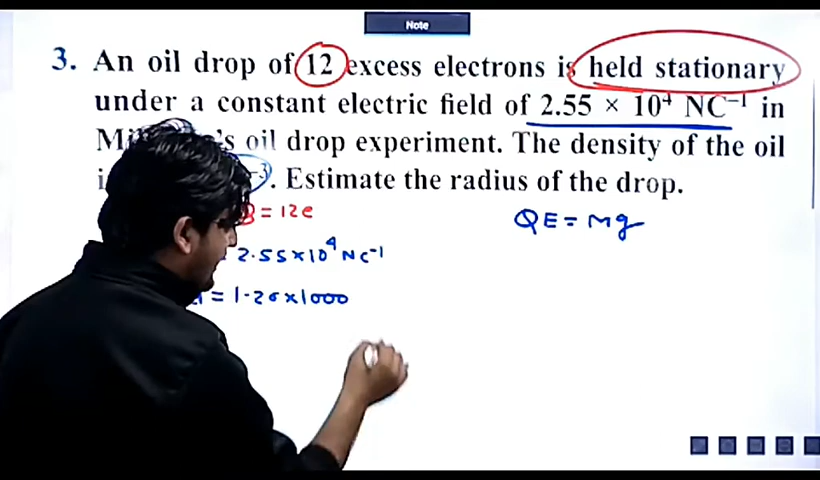 Note
3. An oil drop of 12 excess electrons is held stationary
under a constant electric field of 2.55 × 10⁴ NC⁻¹ in
oil drop experiment. The density of the oil
⁻³. Estimate the radius of the drop.
= 12e
QE = Mg
2.55×10⁴ NC⁻¹
= 1.26×1000